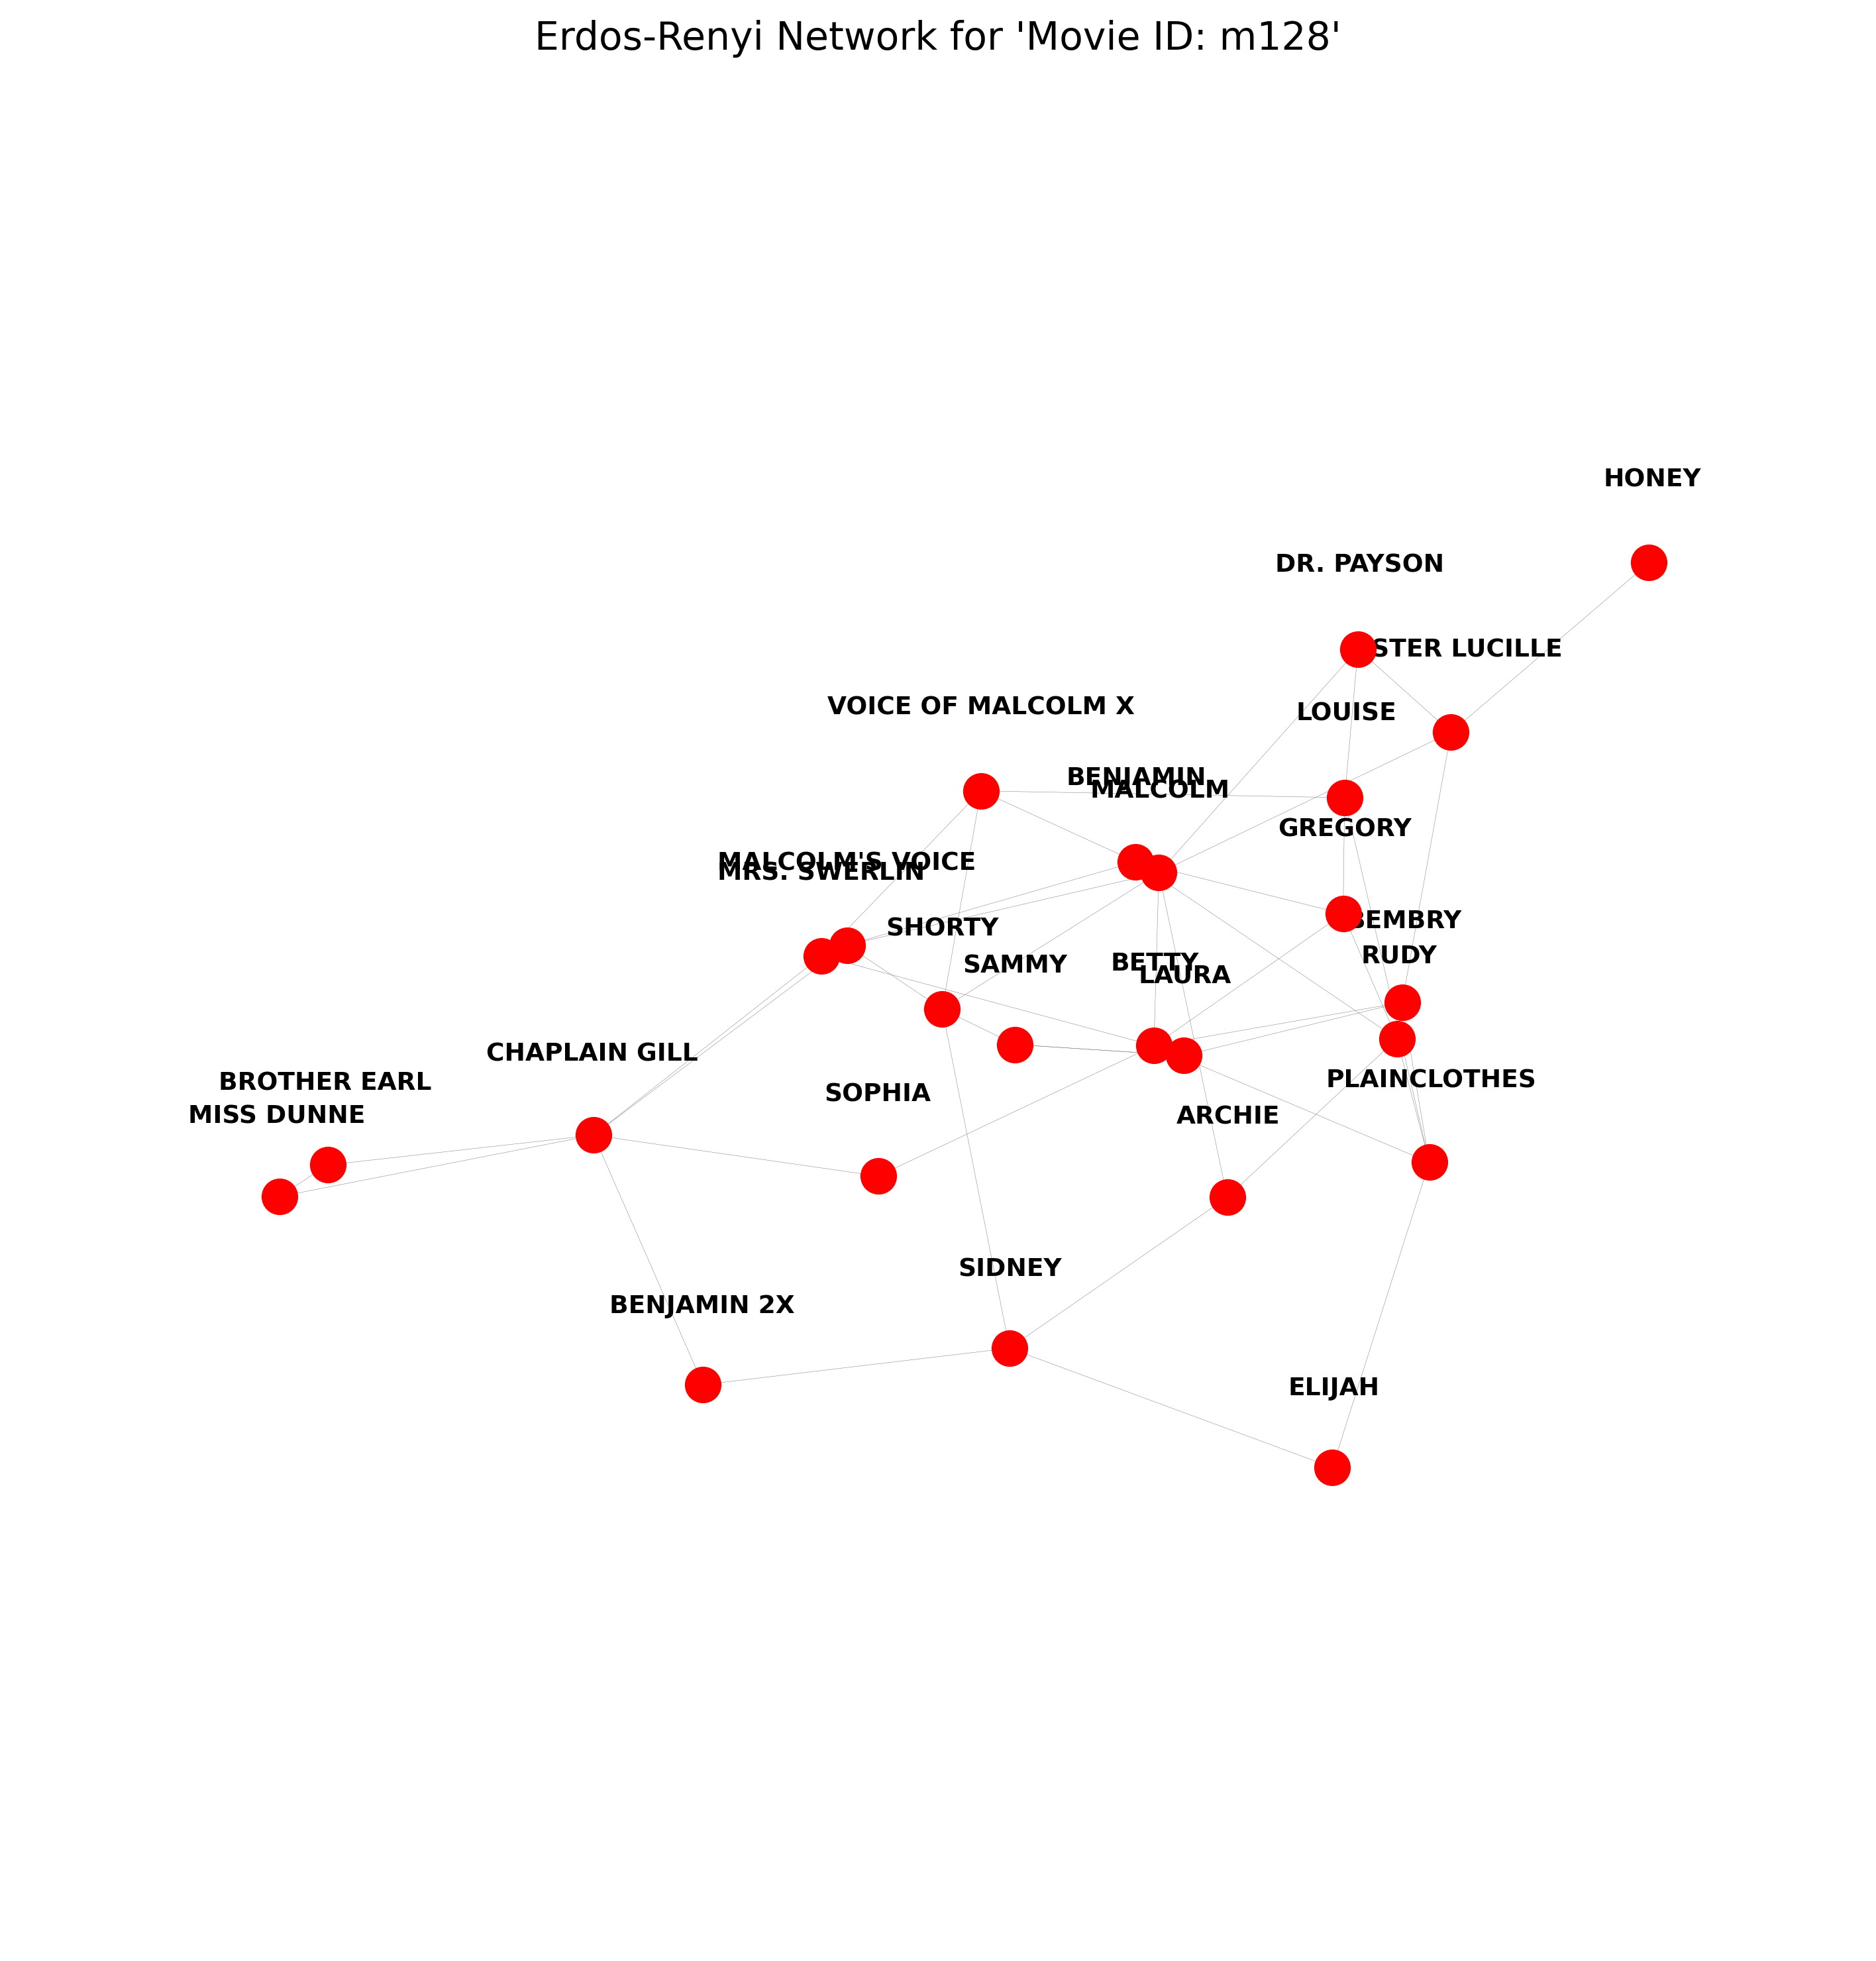 Erdos-Renyi Network for 'Movie ID: m128'
HONEY
DR. PAYSON
STER LUCILLE
VOICE OF MALCOLM X
LOUISE
BENJAMIN
MALCOLM
GREGORY
MALCOLM'S VOICE
MRS. SWERLIN
SHORTY
BEMBRY
RUDY
SAMMY
BETTY
LAURA
CHAPLAIN GILL
BROTHER EARL
PLAINCLOTHES
SOPHIA
MISS DUNNE
ARCHIE
SIDNEY
BENJAMIN 2X
ELIJAH